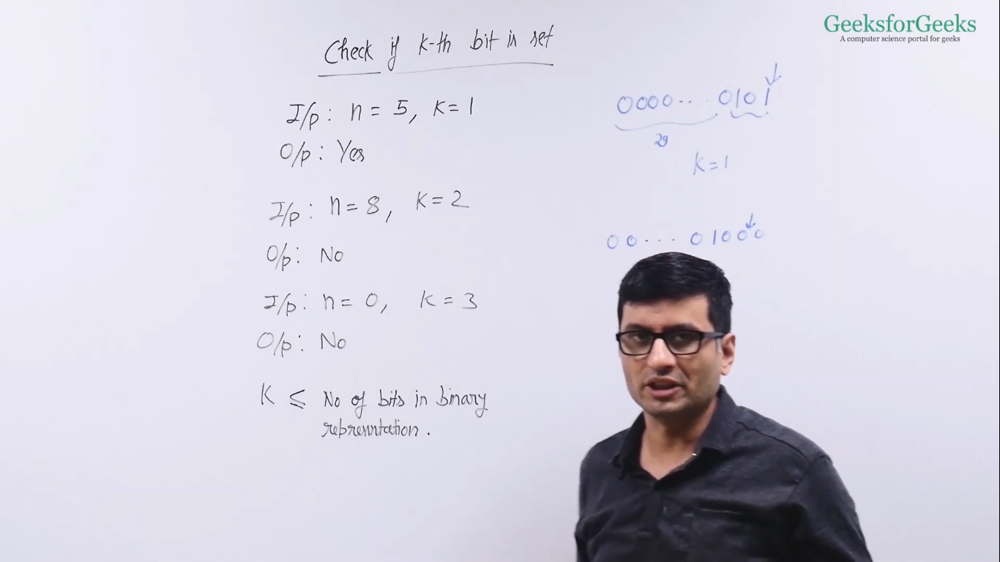 GeeksforGeeks
A computer science portal for geeks
Check if k-th bit is set
I/p: n = 5, k = 1
O/p: Yes
I/p: n = 8, k = 2
O/p: No
I/p: n = 0, k = 3
O/p: No
K ≤ No of bits in binary
reprenntation.
0000.. . 0101
29
k=1
00... 01000